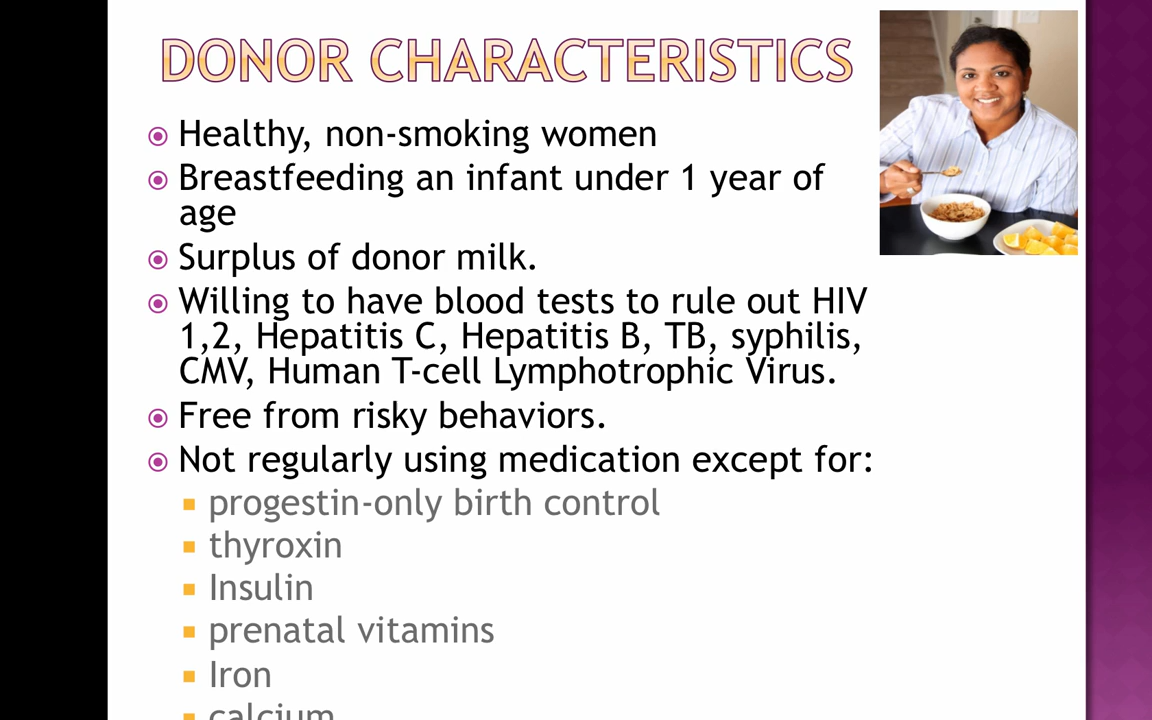 DONOR CHARACTERISTICS
Healthy, non-smoking women
Breastfeeding an infant under 1 year of
age
Surplus of donor milk.
Willing to have blood tests to rule out HIV
1,2, Hepatitis C, Hepatitis B, TB, syphilis,
CMV, Human T-cell Lymphotrophic Virus.
Free from risky behaviors.
Not regularly using medication except for:
progestin-only birth control
thyroxin
Insulin
prenatal vitamins
Iron
calcium